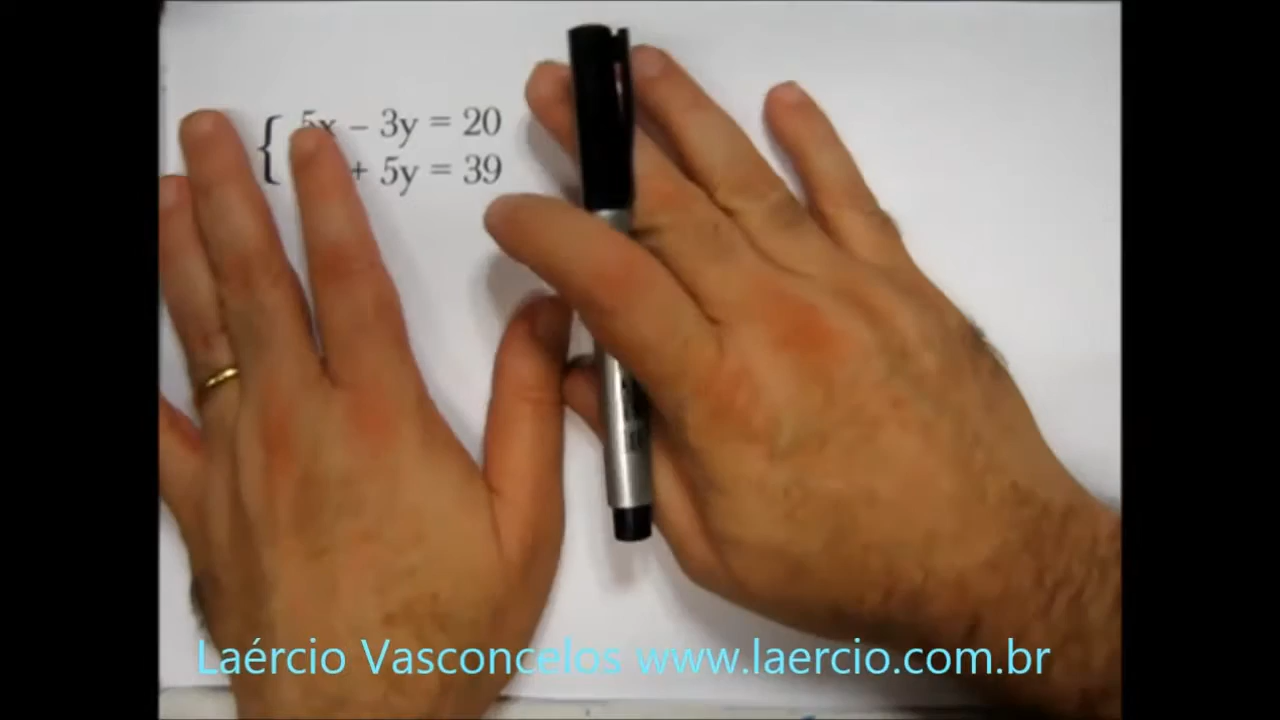 5x – 3y = 20
+ 5y = 39
Laércio Vasconcelos www.laercio.com.br